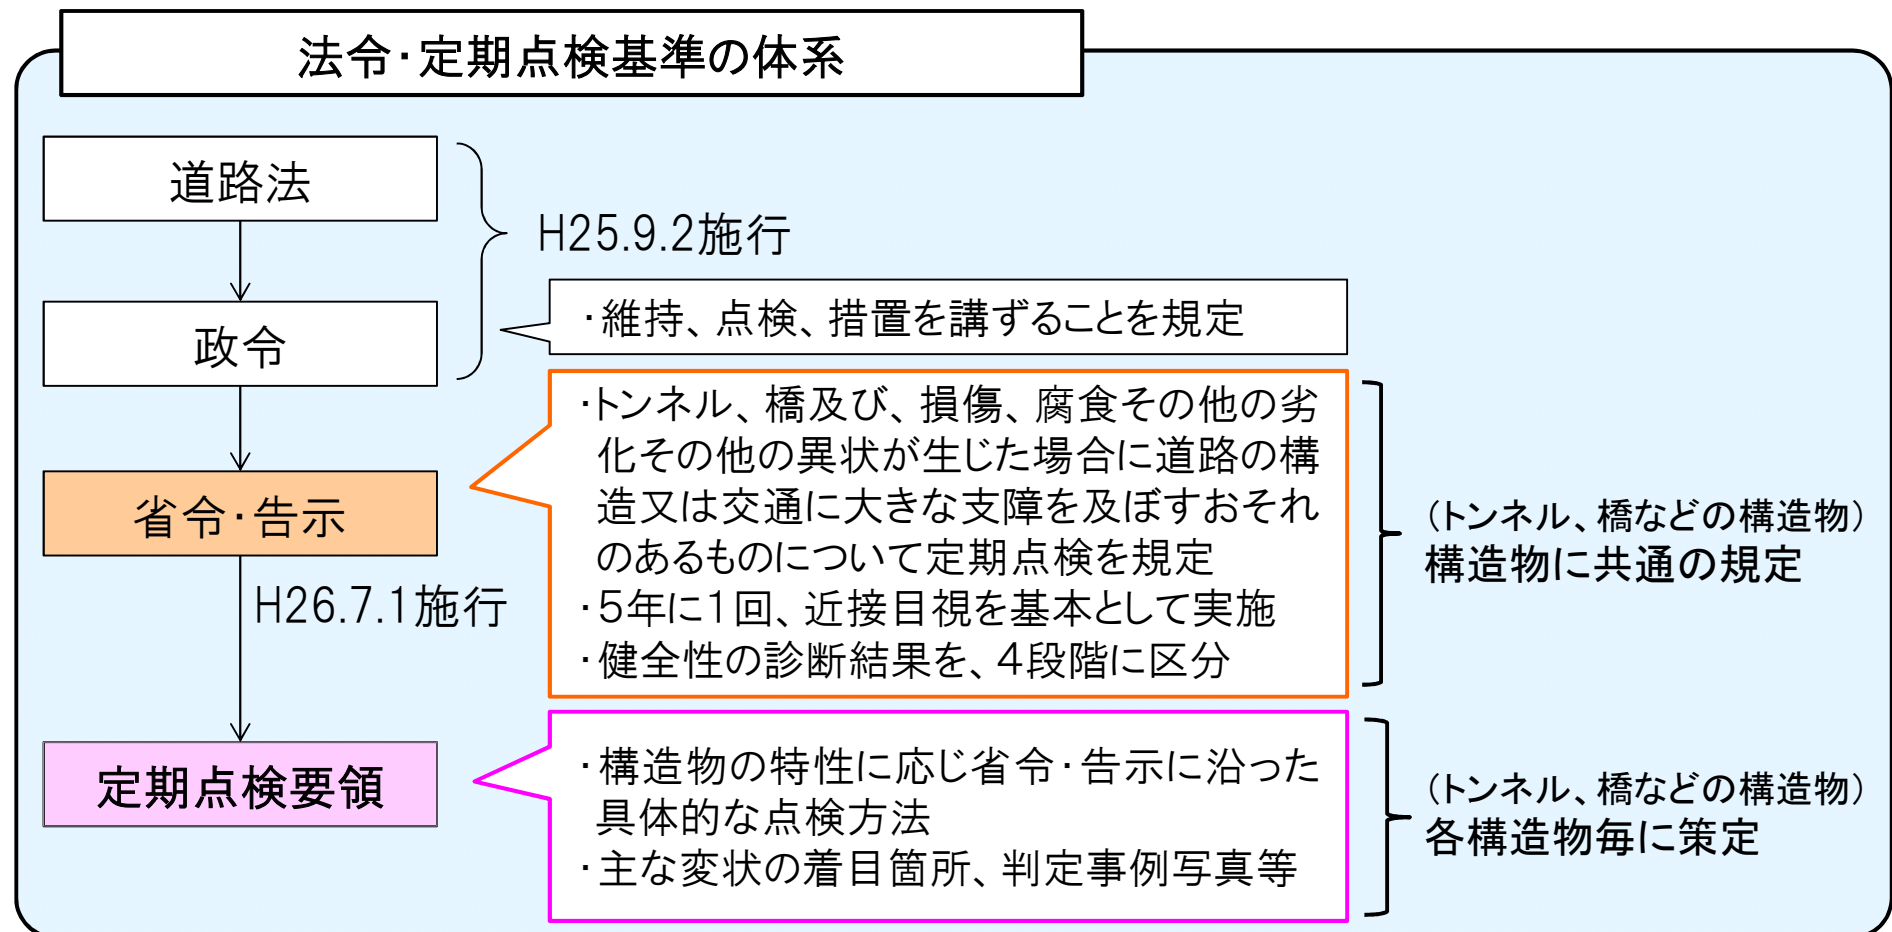 法令・定期点検基準の体系
道路法
H25.9.2施行
政令
・維持、点検、措置を講ずることを規定
省令・告示
H26.7.1施行
・トンネル、橋及び、損傷、腐食その他の劣
化その他の異状が生じた場合に道路の構
造又は交通に大きな支障を及ぼすおそれ
のあるものについて定期点検を規定
・５年に１回、近接目視を基本として実施
・健全性の診断結果を、４段階に区分
（トンネル、橋などの構造物）
構造物に共通の規定
定期点検要領
・構造物の特性に応じ省令・告示に沿った
具体的な点検方法
・主な変状の着目箇所、判定事例写真等
（トンネル、橋などの構造物）
各構造物毎に策定